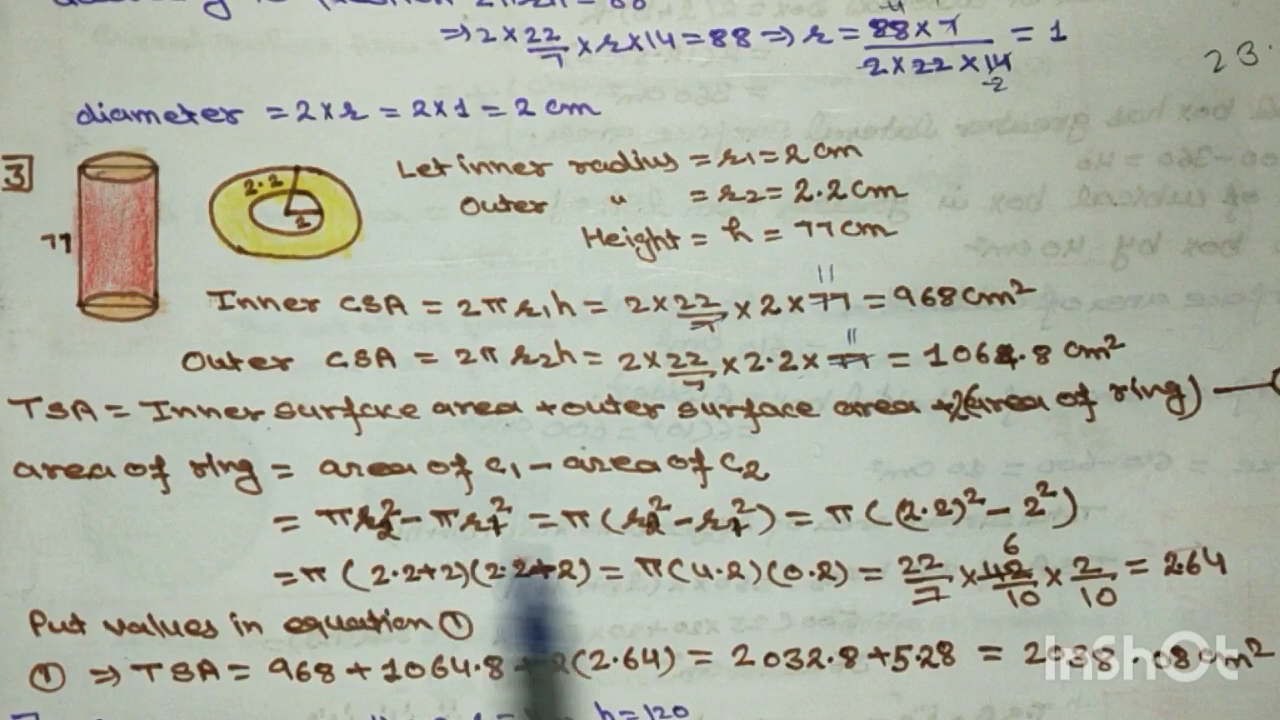 ⇒ 2 × 22/7 × r × 14 = 88 ⇒ r = 88 × 7 / 2 × 22 × 14 = 1
4
2
23.
diameter = 2 × r = 2 × 1 = 2 cm
3
77
2.2
2
Let inner radius = r1 = 2 cm
Outer " = r2 = 2.2 cm
Height = h = 77 cm
Inner CSA = 2πr1h = 2 × 22/7 × 2 × 77 = 968 cm²
11
Outer CSA = 2πr2h = 2 × 22/7 × 2.2 × 77 = 1064.8 cm²
11
TSA = Inner surface area + outer surface area + 2(area of ring) —
area of ring = area of c1 – area of c2
= πr2² – πr1² = π(r2² – r1²) = π((2.2)² – 2²)
= π(2.2+2)(2.2+2) = π(4.2)(0.2) = 22/7 × 42/10 × 2/10 = 2.64
6
Put values in equation ①
① ⇒ TSA = 968 + 1064.8 + 2(2.64) = 2032.8 + 5.28 = 2038.08 cm²
InShOt
h = 120